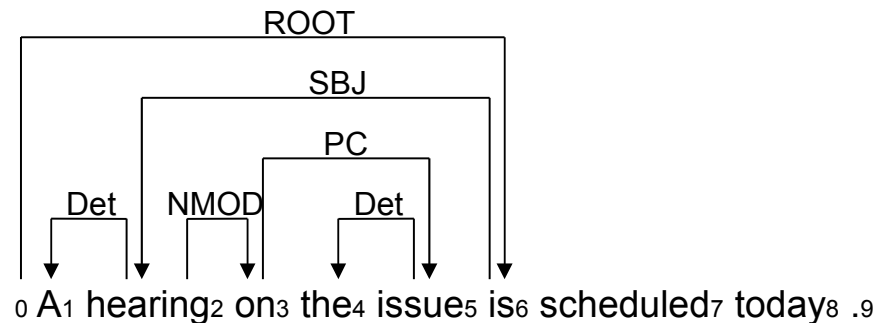 ROOT
SBJ
PC
Det NMOD Det
0 A1 hearing2 on3 the4 issue5 is6 scheduled7 today8 .9